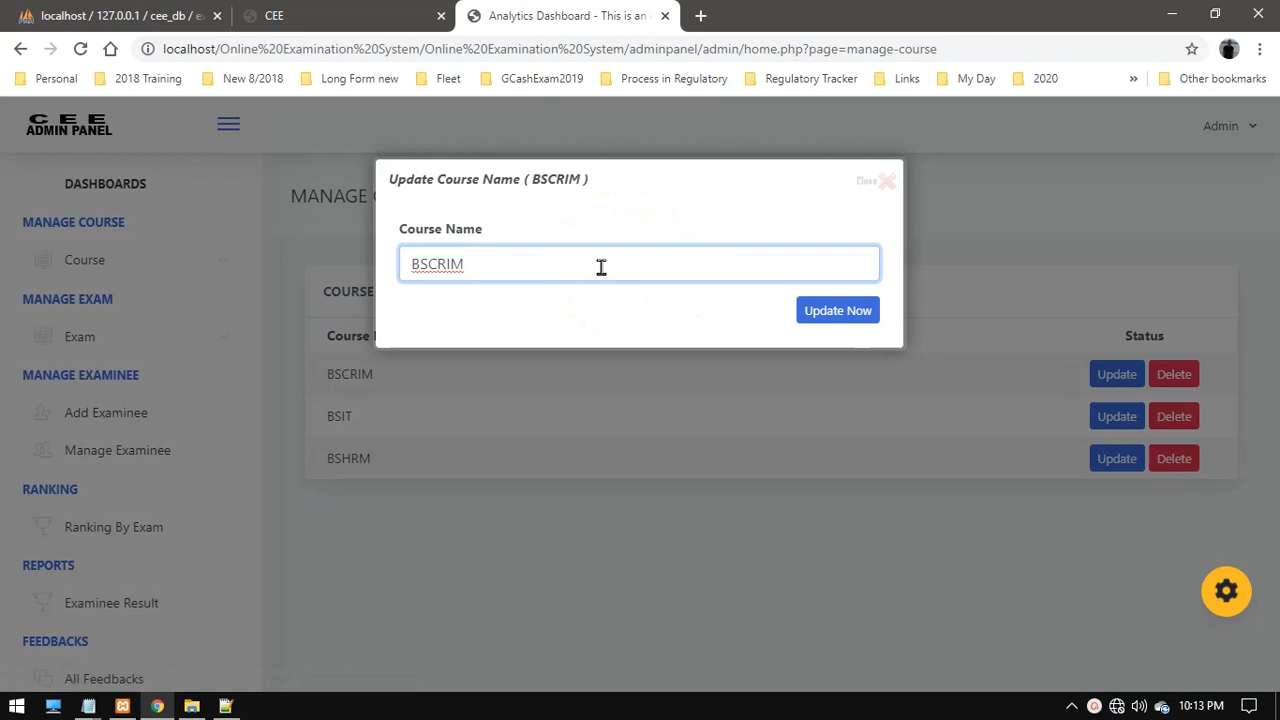 localhost / 127.0.0.1 / cee_db / e
CEE
Analytics Dashboard - This is an
localhost/Online%20Examination%20System/Online%20Examination%20System/adminpanel/admin/home.php?page=manage-course
Personal
2018 Training
New 8/2018
Long Form new
Fleet
GCashExam2019
Process in Regulatory
Regulatory Tracker
Links
My Day
2020
»
Other bookmarks
CEE
ADMIN PANEL
Admin
DASHBOARDS
MANAGE COURSE
Course
MANAGE EXAM
Exam
MANAGE EXAMINEE
Add Examinee
Manage Examinee
RANKING
Ranking By Exam
REPORTS
Examinee Result
FEEDBACKS
All Feedbacks
MANAGE C
Update Course Name ( BSCRIM )
Close
Course Name
BSCRIM
Update Now
COURSE
Course
Status
BSCRIM
Update
Delete
BSIT
Update
Delete
BSHRM
Update
Delete
10:13 PM